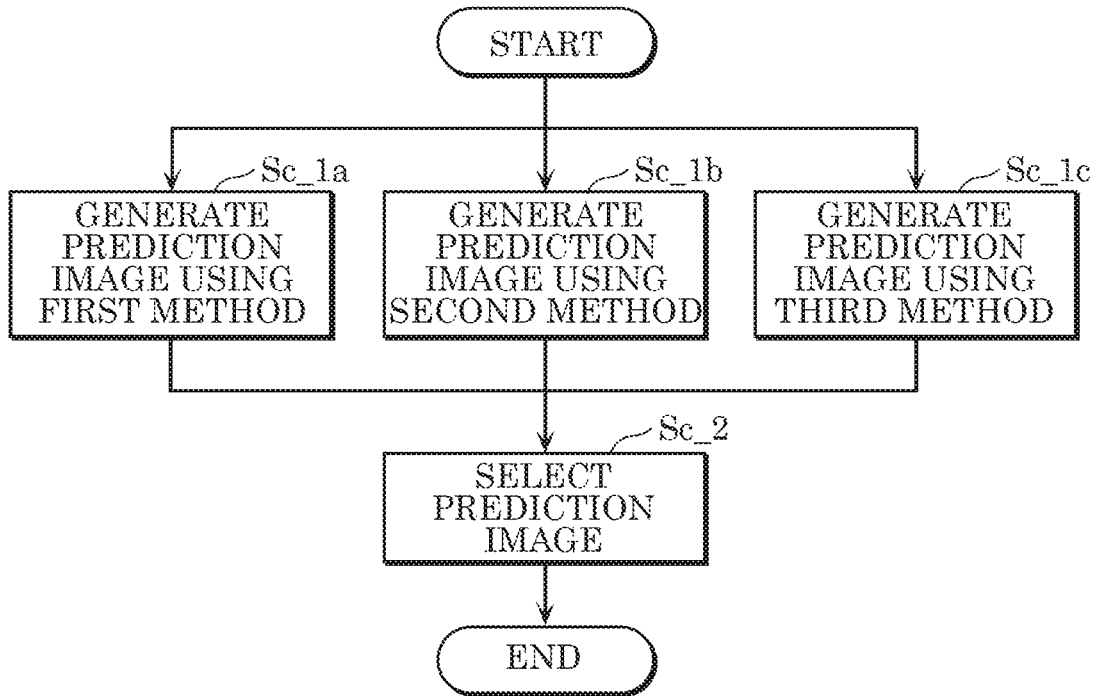 START
Sc_1a
GENERATE
PREDICTION
IMAGE USING
FIRST METHOD
Sc_1b
GENERATE
PREDICTION
IMAGE USING
SECOND METHOD
Sc_1c
GENERATE
PREDICTION
IMAGE USING
THIRD METHOD
Sc_2
SELECT
PREDICTION
IMAGE
END